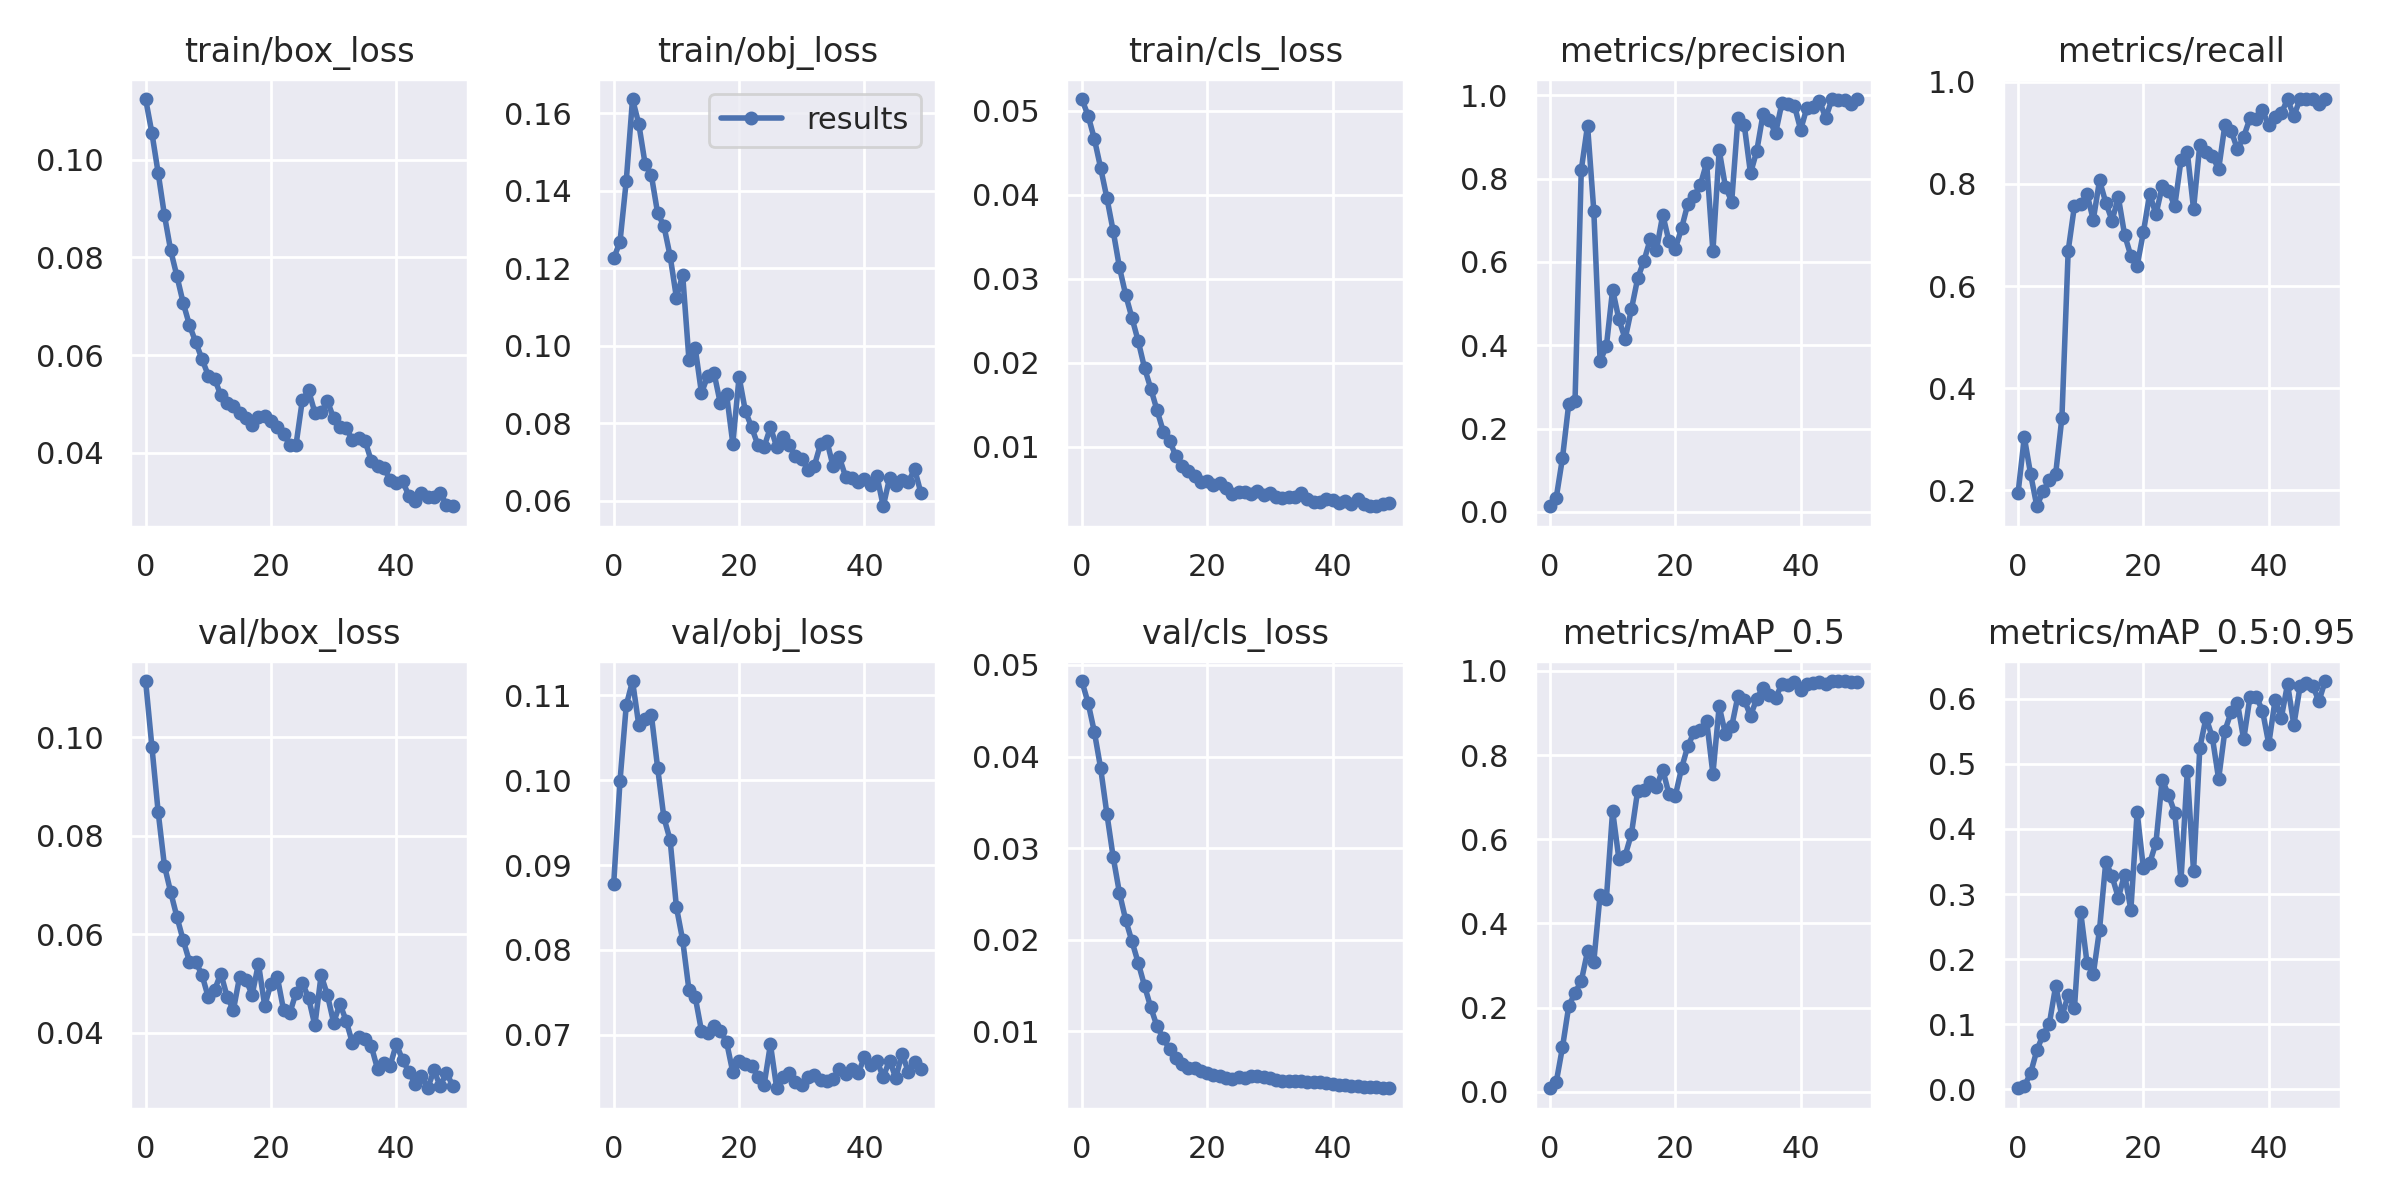 train/box_loss
0.10
0.08
0.06
0.04
0 20 40
train/obj_loss
results
0.16
0.14
0.12
0.10
0.08
0.06
0 20 40
train/cls_loss
0.05
0.04
0.03
0.02
0.01
0 20 40
metrics/precision
1.0
0.8
0.6
0.4
0.2
0.0
0 20 40
metrics/recall
1.0
0.8
0.6
0.4
0.2
0 20 40
val/box_loss
0.10
0.08
0.06
0.04
0 20 40
val/obj_loss
0.11
0.10
0.09
0.08
0.07
0 20 40
val/cls_loss
0.05
0.04
0.03
0.02
0.01
0 20 40
metrics/mAP_0.5
1.0
0.8
0.6
0.4
0.2
0.0
0 20 40
metrics/mAP_0.5:0.95
0.6
0.5
0.4
0.3
0.2
0.1
0.0
0 20 40